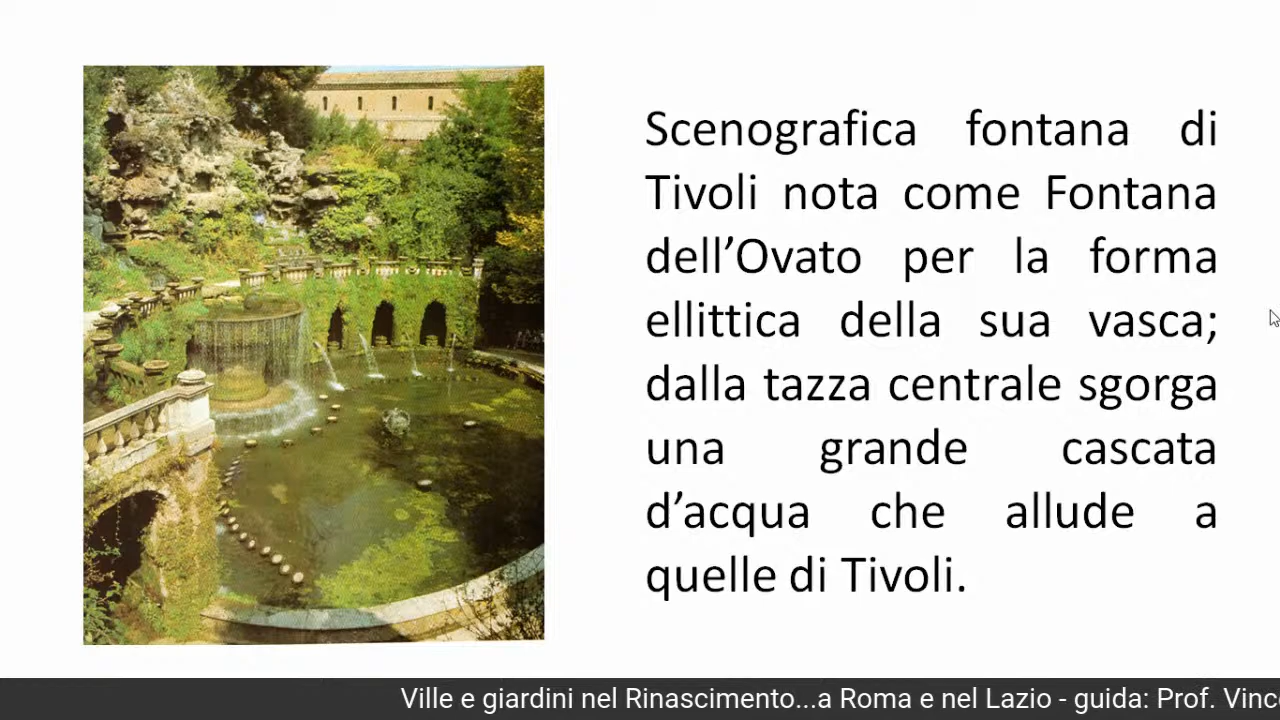 Scenografica fontana di
Tivoli nota come Fontana
dell’Ovato per la forma
ellittica della sua vasca;
dalla tazza centrale sgorga
una grande cascata
d’acqua che allude a
quelle di Tivoli.
Ville e giardini nel Rinascimento...a Roma e nel Lazio - guida: Prof.